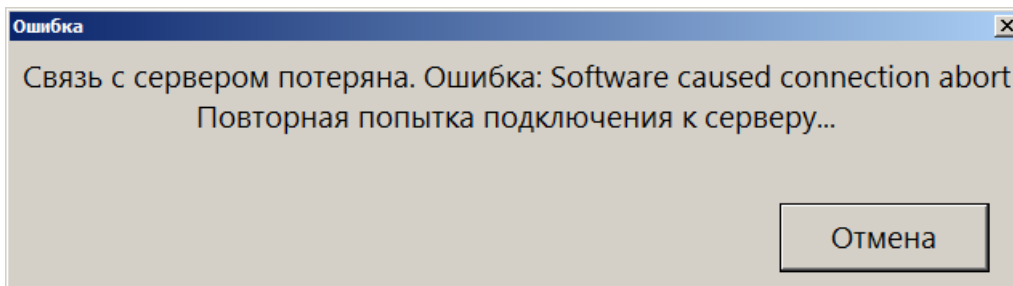 Ошибка
Связь с сервером потеряна. Ошибка: Software caused connection abort
Повторная попытка подключения к серверу...
Отмена